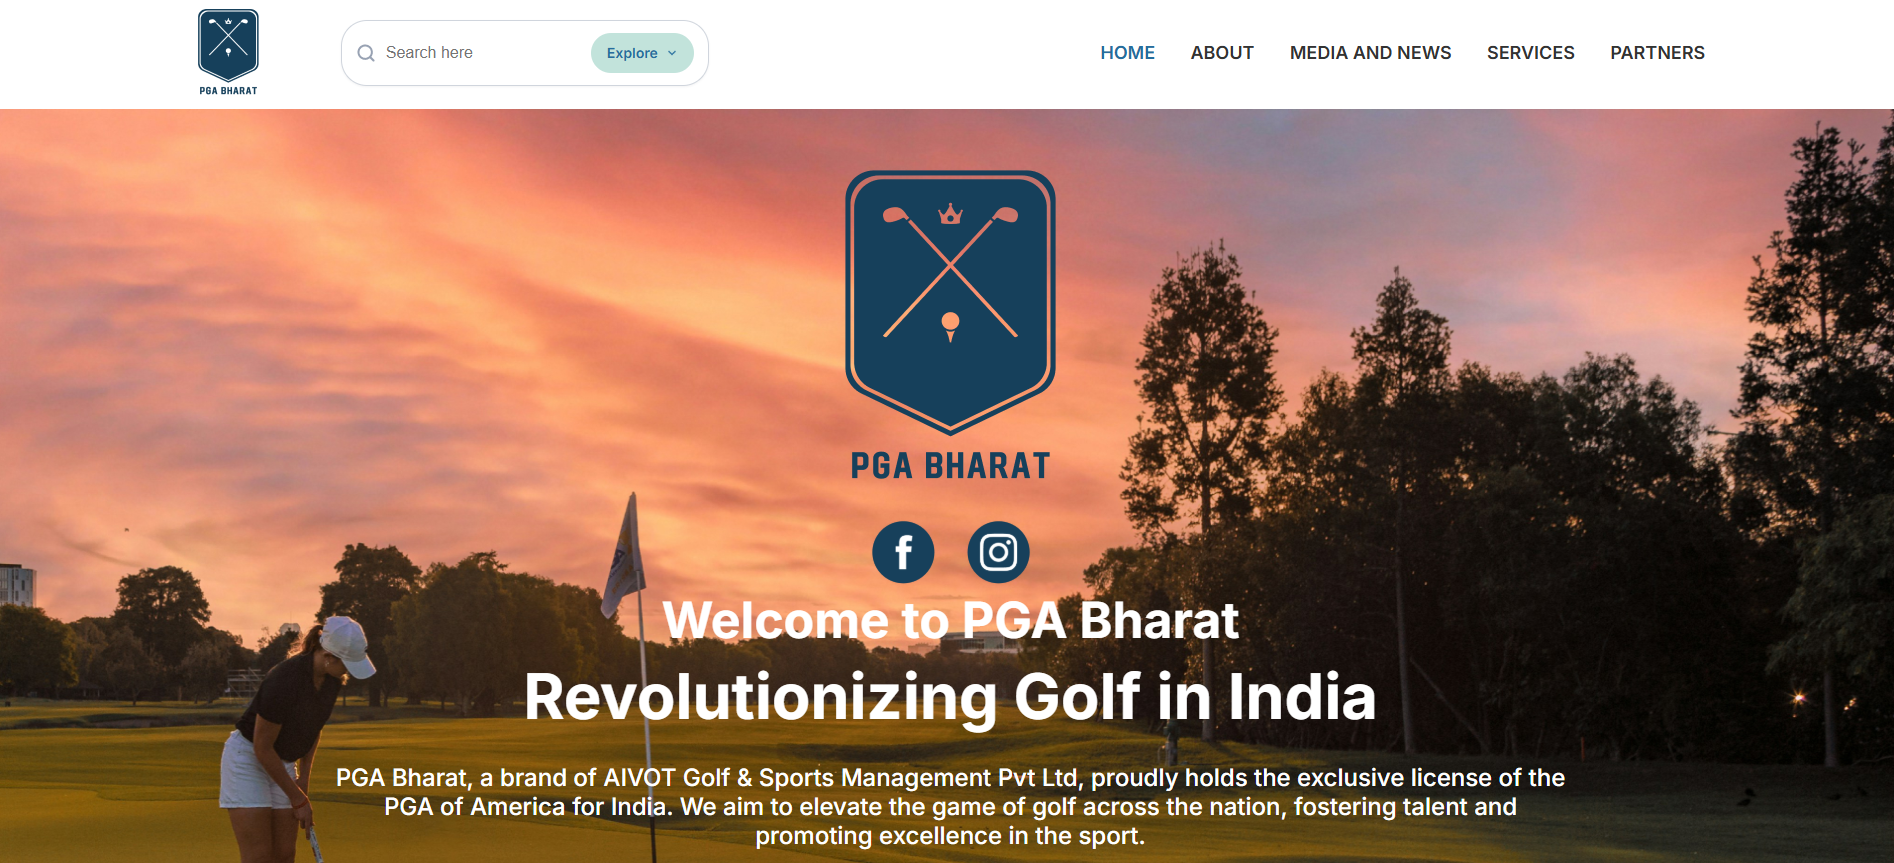 PGA BHARAT
Search here
Explore
HOME
ABOUT
MEDIA AND NEWS
SERVICES
PARTNERS
PGA BHARAT
Welcome to PGA Bharat
Revolutionizing Golf in India
PGA Bharat, a brand of AIVOT Golf & Sports Management Pvt Ltd, proudly holds the exclusive license of the
PGA of America for India. We aim to elevate the game of golf across the nation, fostering talent and
promoting excellence in the sport.